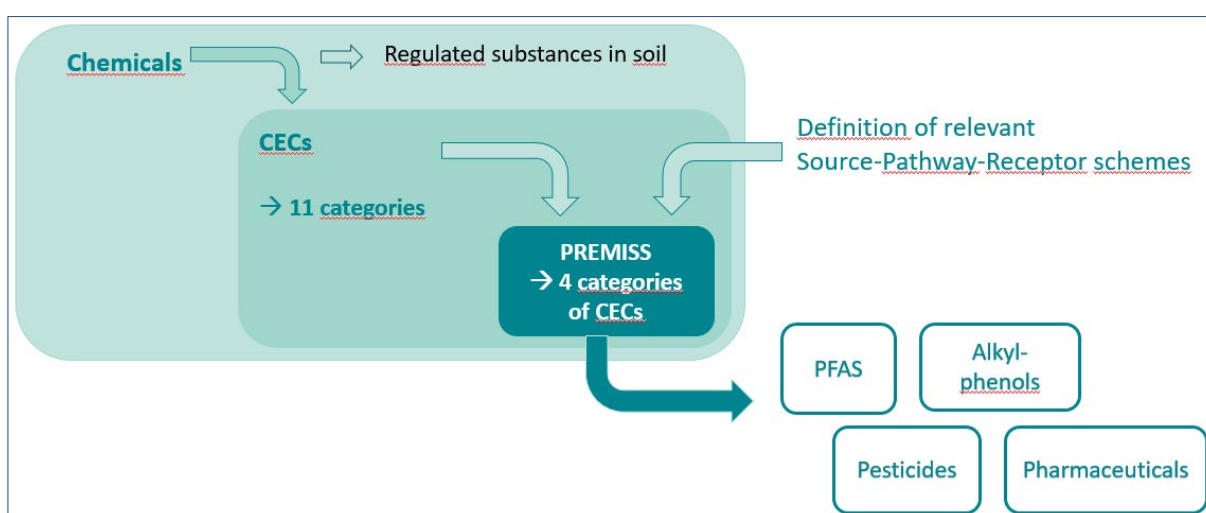 Chemicals
Regulated substances in soil
CECs
→ 11 categories
Definition of relevant
Source-Pathway-Receptor schemes
PREMISS
→ 4 categories
of CECs
PFAS
Alkyl-
phenols
Pesticides
Pharmaceuticals